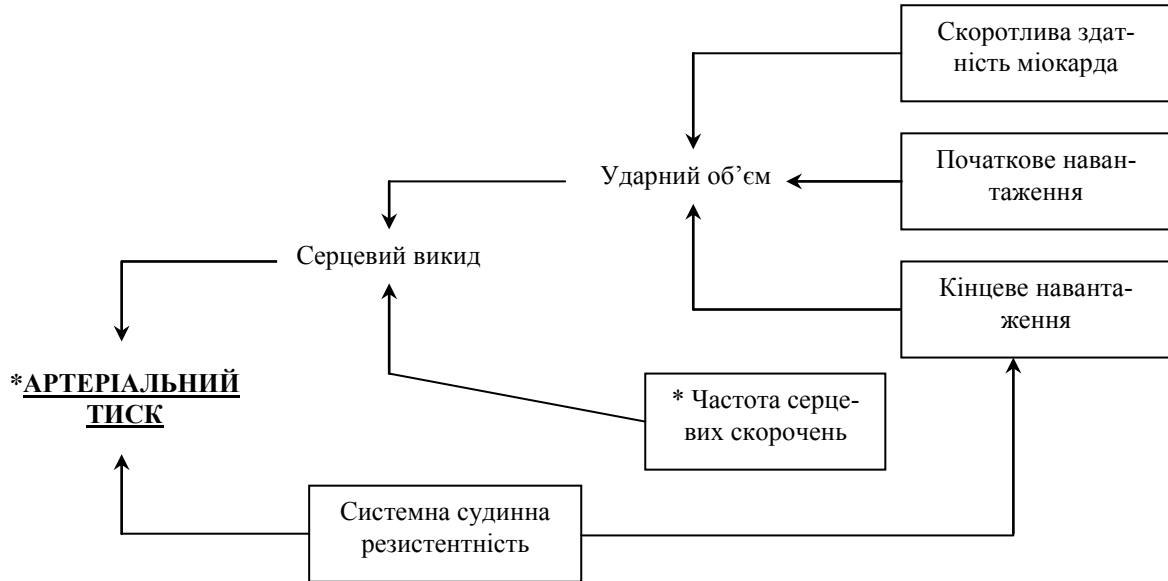 Скоротлива здат-
ність міокарда
Ударний об’єм
Початкове наван-
таження
Серцевий викид
Кінцеве наванта-
ження
*АРТЕРІАЛЬНИЙ
ТИСК
* Частота серце-
вих скорочень
Системна судинна
резистентність